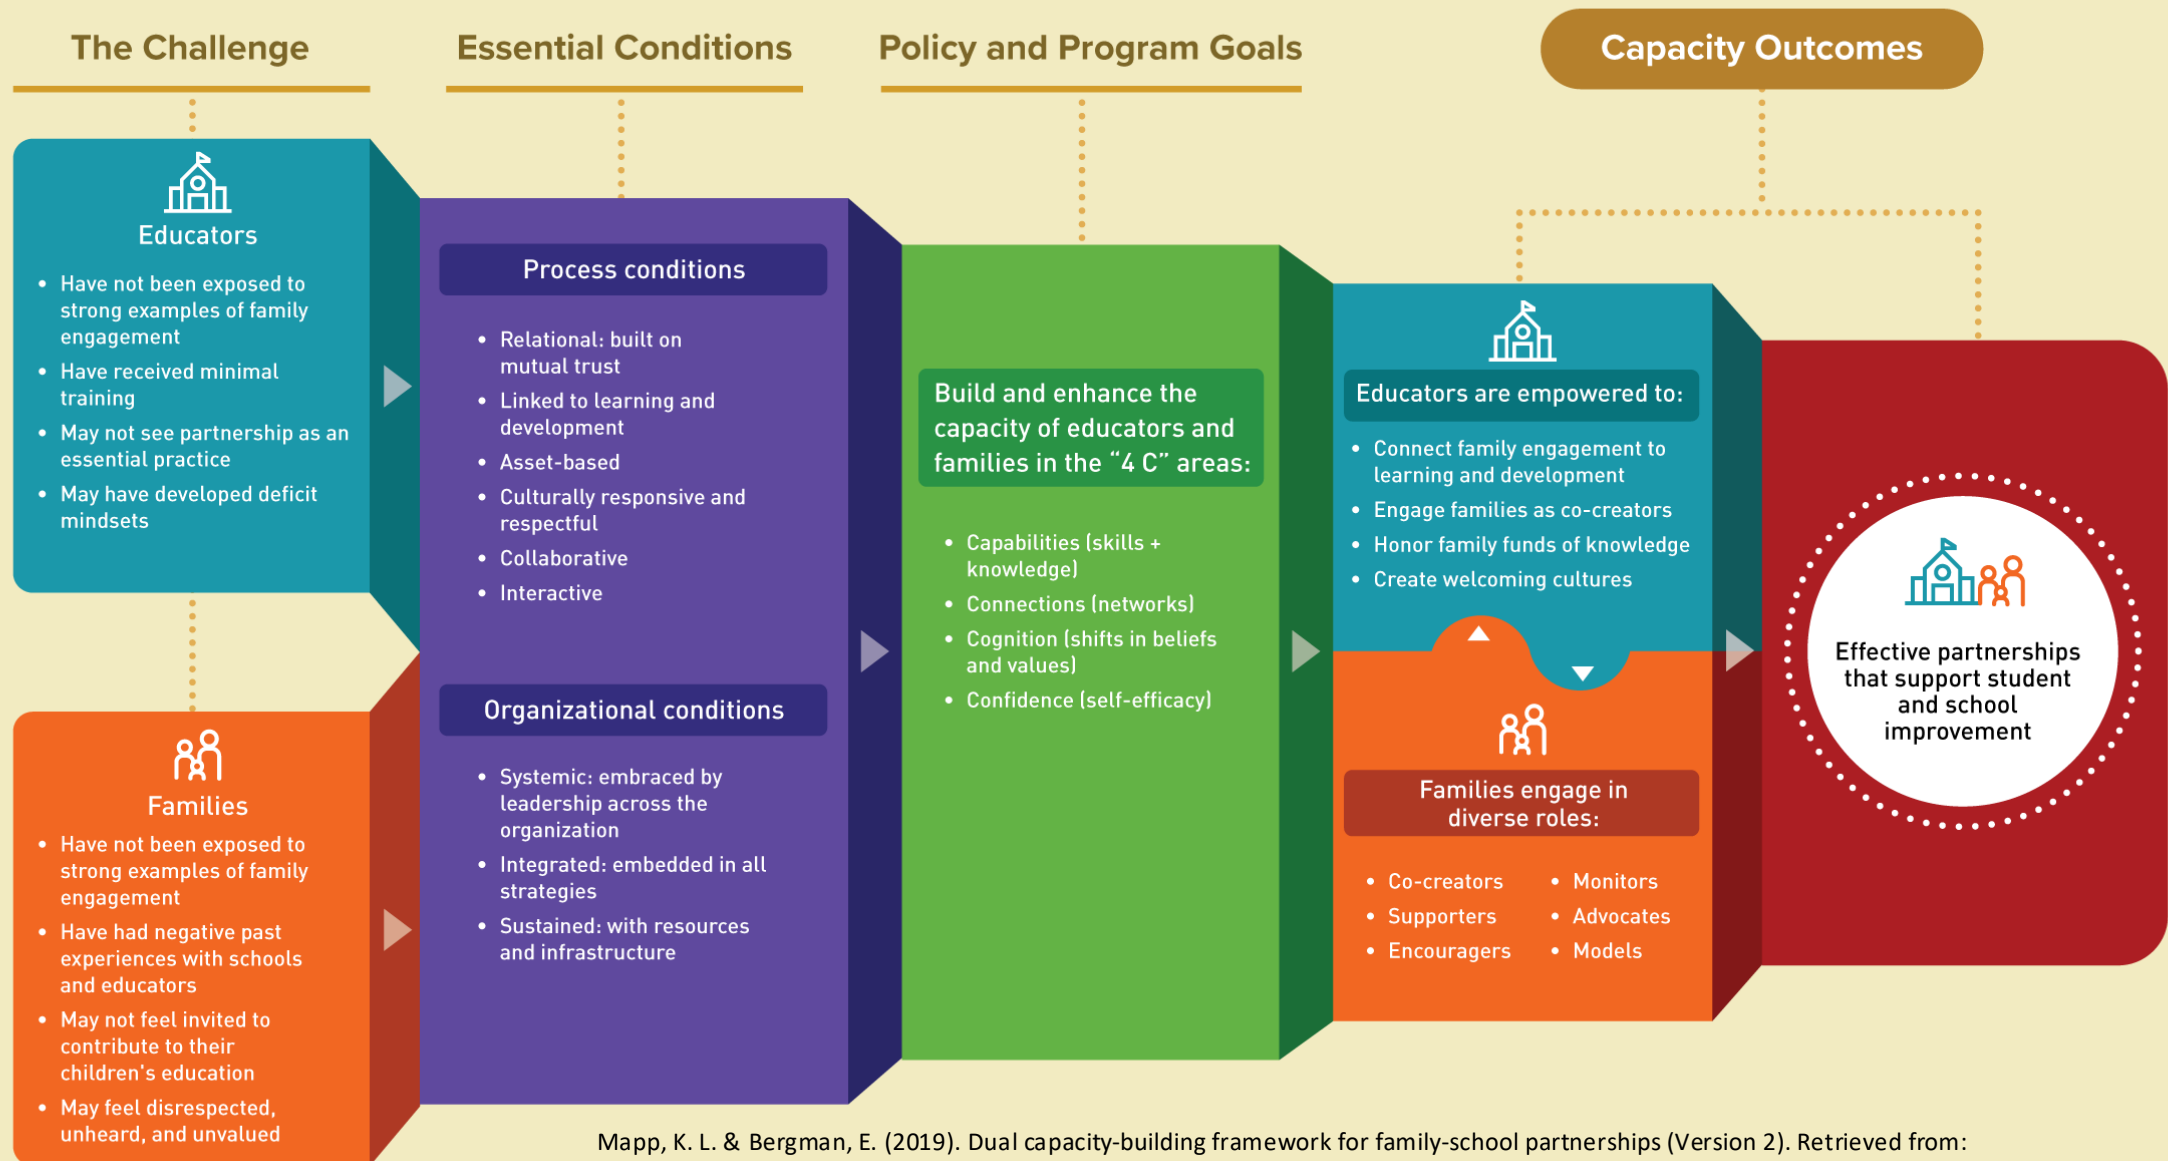 The Challenge
Essential Conditions
Policy and Program Goals
Capacity Outcomes
Educators
• Have not been exposed to
strong examples of family
engagement
• Have received minimal
training
• May not see partnership as an
essential practice
• May have developed deficit
mindsets
Families
• Have not been exposed to
strong examples of family
engagement
• Have had negative past
experiences with schools
and educators
• May not feel invited to
contribute to their
children's education
• May feel disrespected,
unheard, and unvalued
Process conditions
• Relational: built on
mutual trust
• Linked to learning and
development
• Asset-based
• Culturally responsive and
respectful
• Collaborative
• Interactive
Organizational conditions
• Systemic: embraced by
leadership across the
organization
• Integrated: embedded in all
strategies
• Sustained: with resources
and infrastructure
Build and enhance the
capacity of educators and
families in the “4 C” areas:
• Capabilities (skills +
knowledge)
• Connections (networks)
• Cognition (shifts in beliefs
and values)
• Confidence (self-efficacy)
Educators are empowered to:
• Connect family engagement to
learning and development
• Engage families as co-creators
• Honor family funds of knowledge
• Create welcoming cultures
Families engage in
diverse roles:
• Co-creators
• Supporters
• Encouragers
• Monitors
• Advocates
• Models
Effective partnerships
that support student
and school
improvement
Mapp, K. L. & Bergman, E. (2019). Dual capacity-building framework for family-school partnerships (Version 2). Retrieved from: